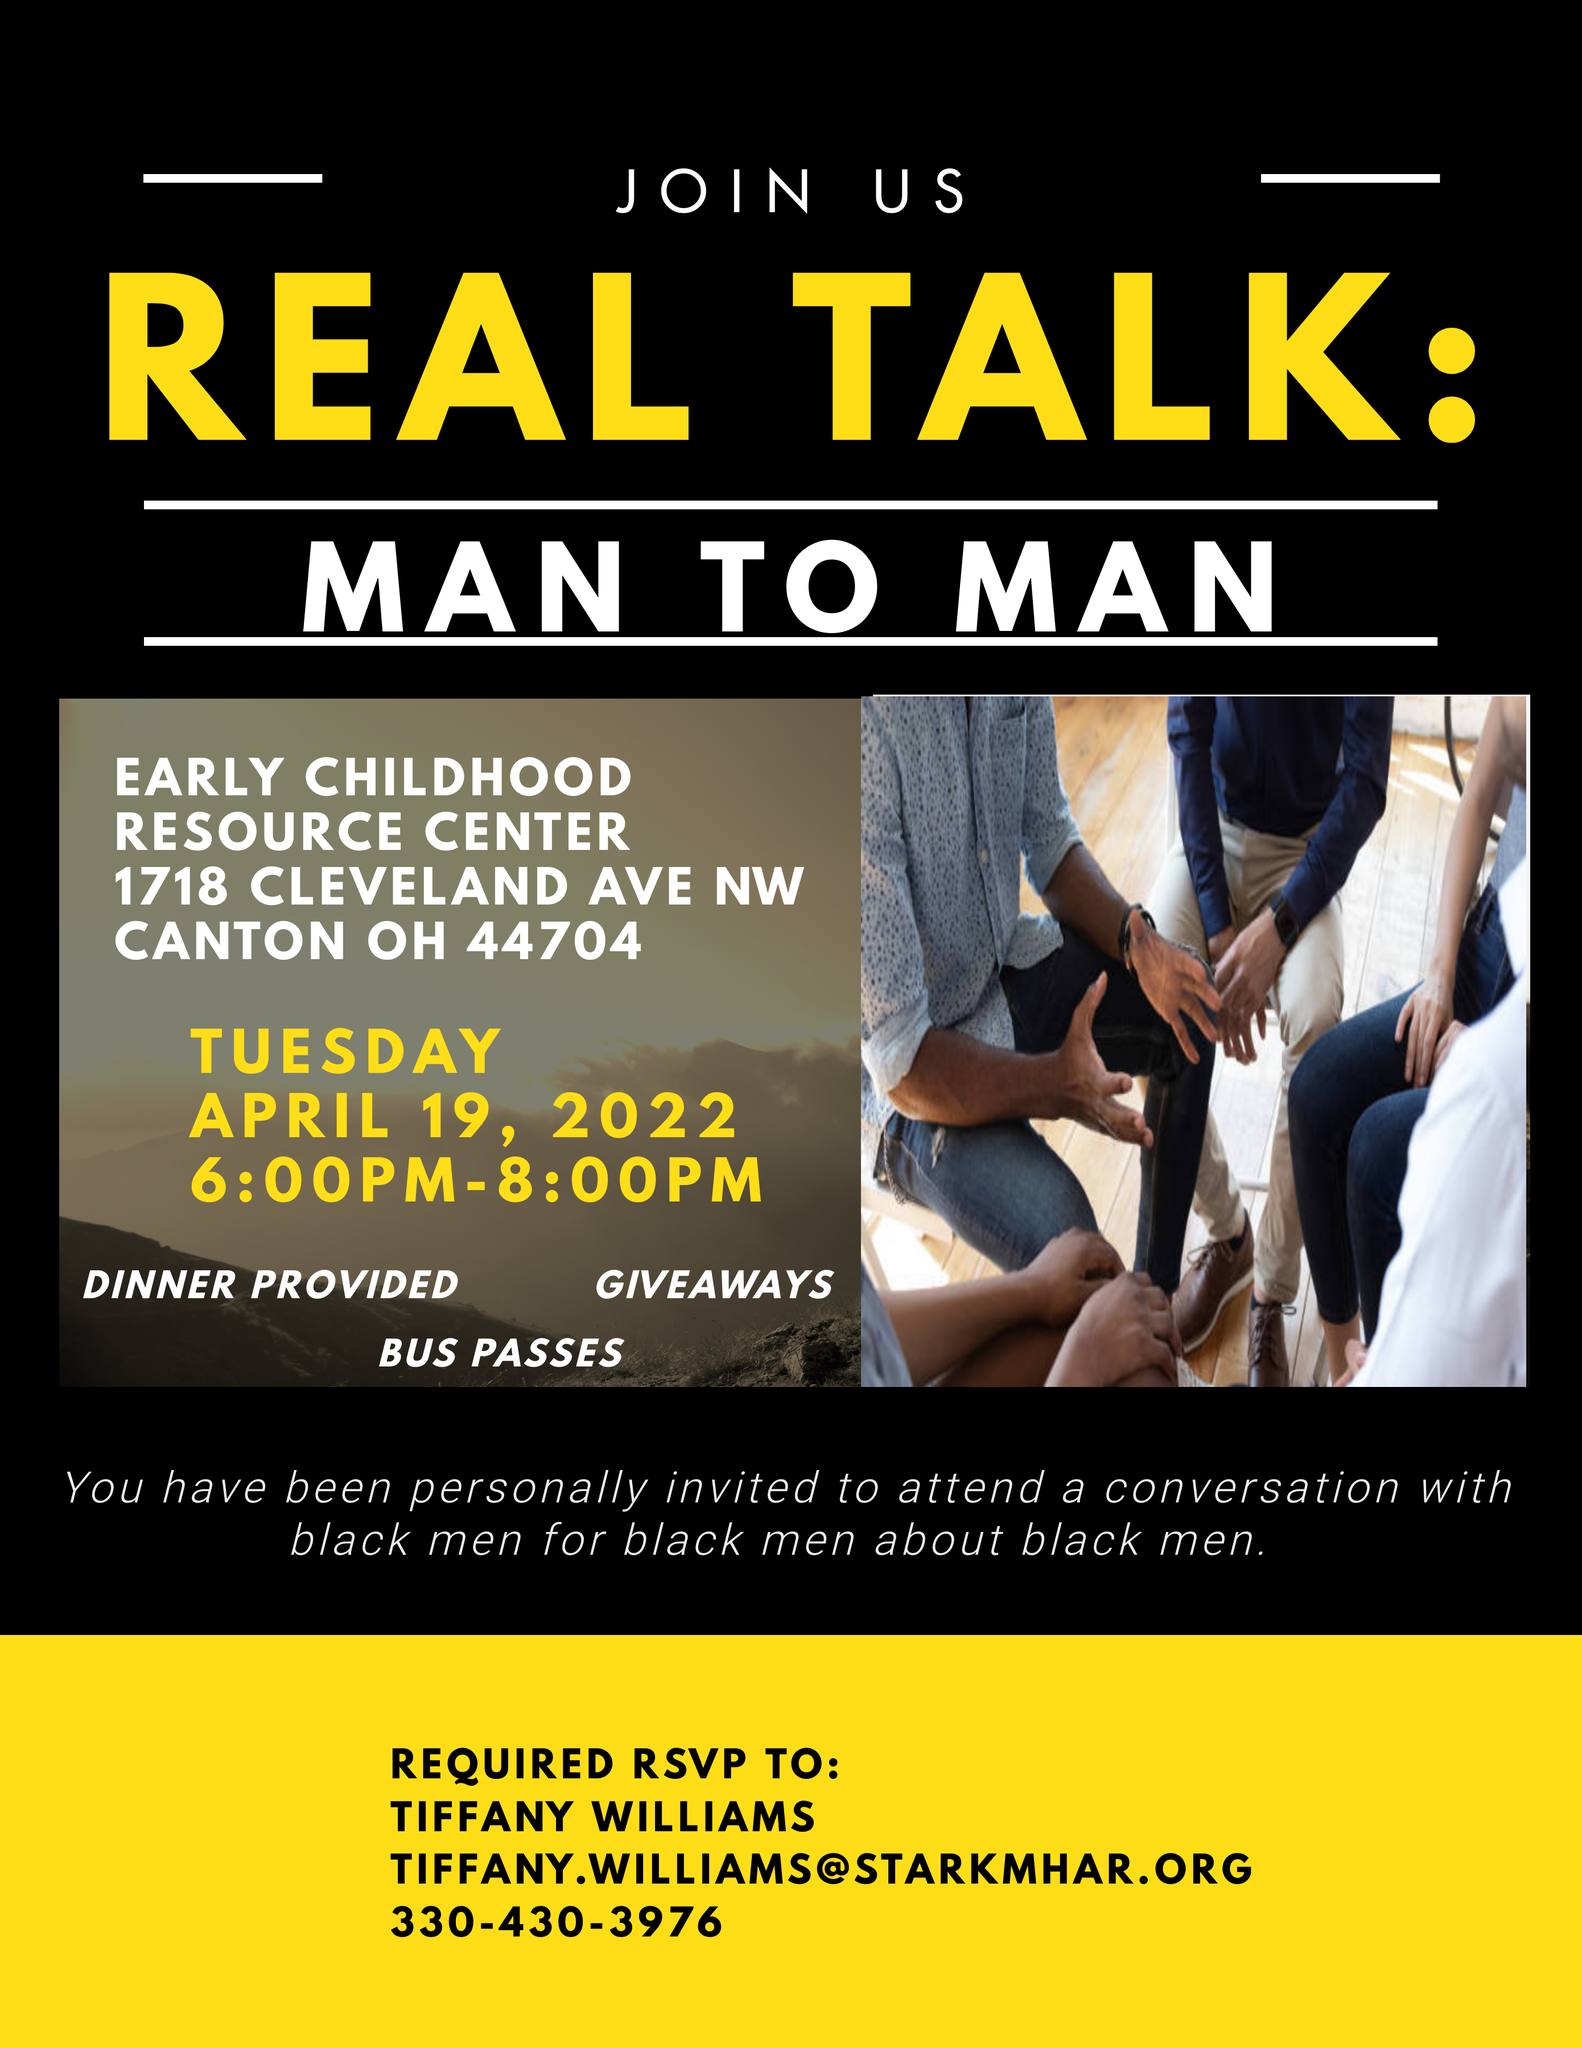 JOIN US
REAL TALK:
MAN TO MAN
EARLY CHILDHOOD
RESOURCE CENTER
1718 CLEVELAND AVE NW
CANTON OH 44704
TUESDAY
APRIL 19, 2022
6:00PM-8:00PM
DINNER PROVIDED GIVEAWAYS
BUS PASSES
You have been personally invited to attend a conversation with
black men for black men about black men.
REQUIRED RSVP TO:
TIFFANY WILLIAMS
TIFFANY.WILLIAMS@STARKMHAR.ORG
330-430-3976